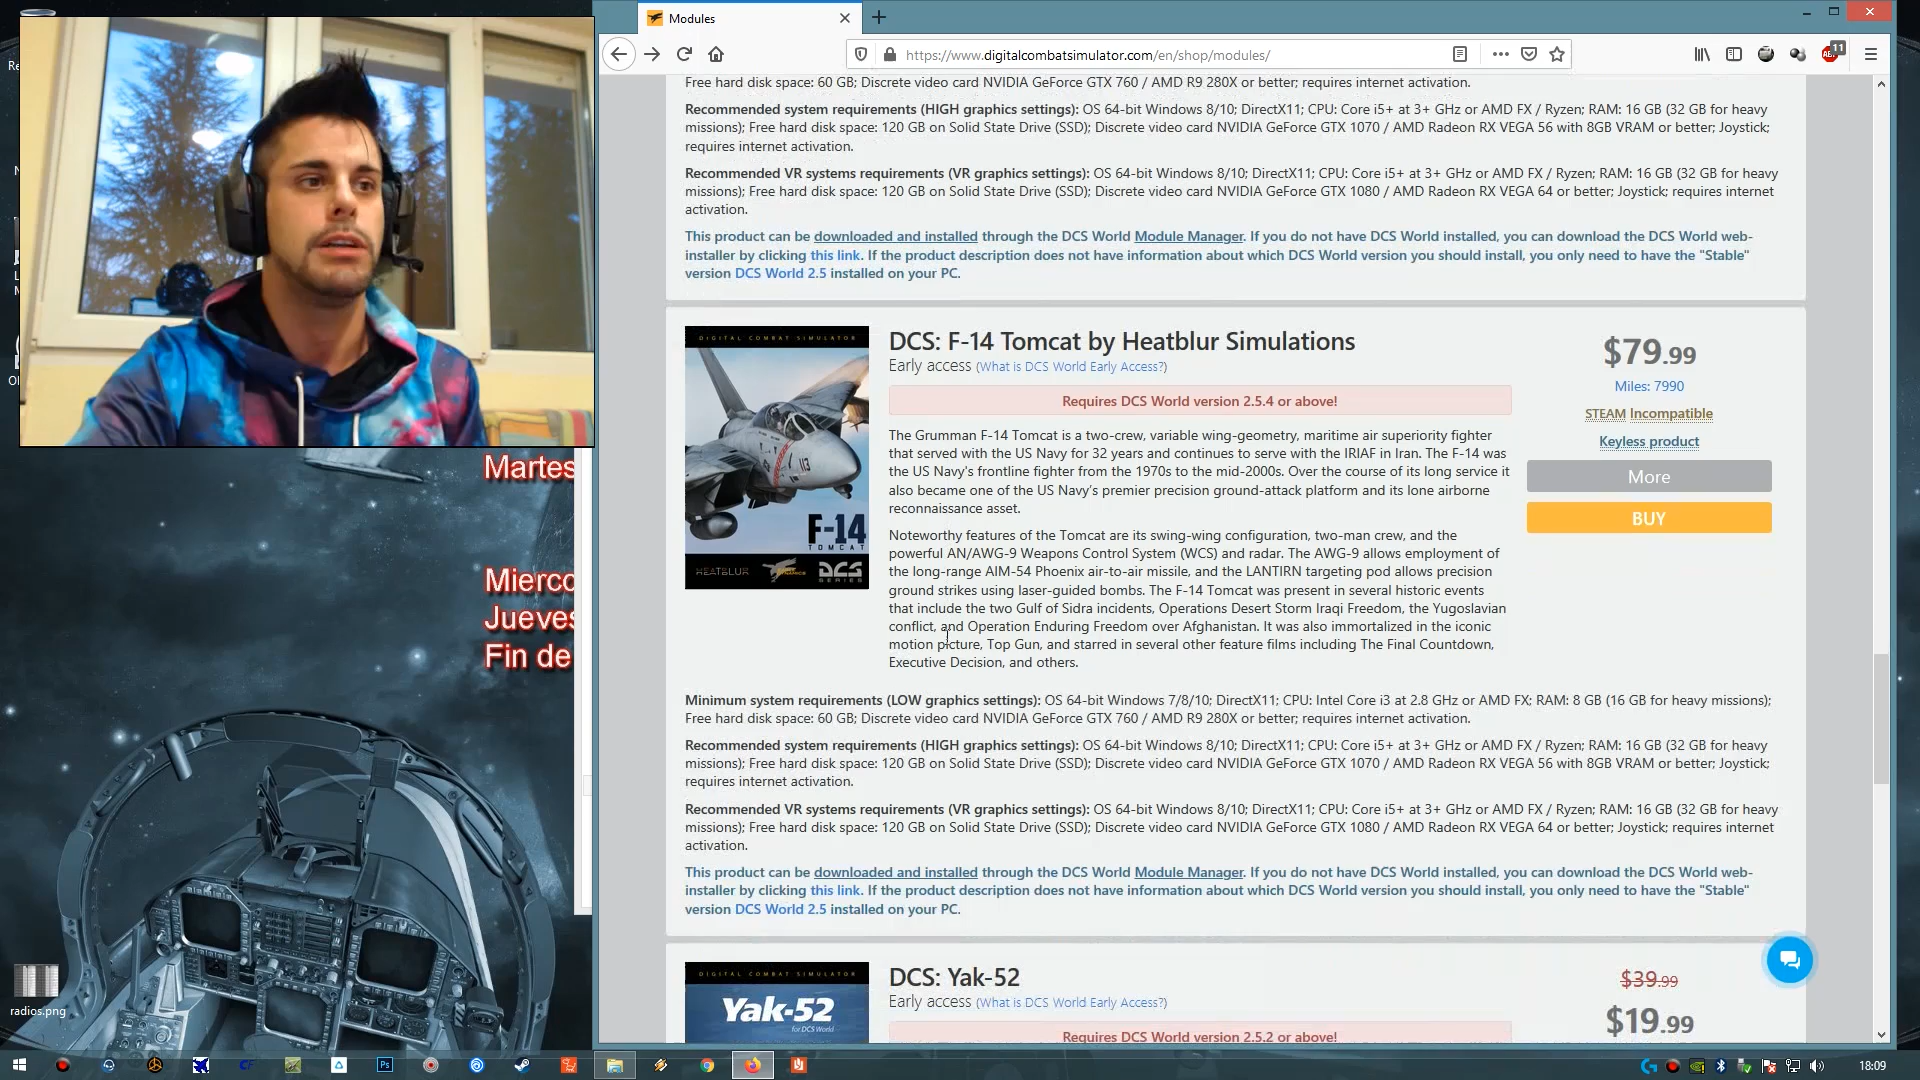 Modules
https://www.digitalcombatsimulator.com/en/shop/modules/
11
Free hard disk space: 60 GB; Discrete video card NVIDIA GeForce GTX 760 / AMD R9 280X or better; requires internet activation.
Recommended system requirements (HIGH graphics settings): OS 64-bit Windows 8/10; DirectX11; CPU: Core i5+ at 3+ GHz or AMD FX / Ryzen; RAM: 16 GB (32 GB for heavy
missions); Free hard disk space: 120 GB on Solid State Drive (SSD); Discrete video card NVIDIA GeForce GTX 1070 / AMD Radeon RX VEGA 56 with 8GB VRAM or better; Joystick;
requires internet activation.
Recommended VR systems requirements (VR graphics settings): OS 64-bit Windows 8/10; DirectX11; CPU: Core i5+ at 3+ GHz or AMD FX / Ryzen; RAM: 16 GB (32 GB for heavy
missions); Free hard disk space: 120 GB on Solid State Drive (SSD); Discrete video card NVIDIA GeForce GTX 1080 / AMD Radeon RX VEGA 64 or better; Joystick; requires internet
activation.
This product can be downloaded and installed through the DCS World Module Manager. If you do not have DCS World installed, you can download the DCS World web-
installer by clicking this link. If the product description does not have information about which DCS World version you should install, you only need to have the "Stable"
version DCS World 2.5 installed on your PC.
DIGITAL COMBAT SIMULATOR
113
F-14
TOMCAT
HEATBLUR
DCS
SERIES
DCS: F-14 Tomcat by Heatblur Simulations
Early access (What is DCS World Early Access?)
Requires DCS World version 2.5.4 or above!
The Grumman F-14 Tomcat is a two-crew, variable wing-geometry, maritime air superiority fighter
that served with the US Navy for 32 years and continues to serve with the IRIAF in Iran. The F-14 was
the US Navy's frontline fighter from the 1970s to the mid-2000s. Over the course of its long service it
also became one of the US Navy's premier precision ground-attack platform and its lone airborne
reconnaissance asset.
Noteworthy features of the Tomcat are its swing-wing configuration, two-man crew, and the
powerful AN/AWG-9 Weapons Control System (WCS) and radar. The AWG-9 allows employment of
the long-range AIM-54 Phoenix air-to-air missile, and the LANTIRN targeting pod allows precision
ground strikes using laser-guided bombs. The F-14 Tomcat was present in several historic events
that include the two Gulf of Sidra incidents, Operations Desert Storm Iraqi Freedom, the Yugoslavian
conflict, and Operation Enduring Freedom over Afghanistan. It was also immortalized in the iconic
motion picture, Top Gun, and starred in several other feature films including The Final Countdown,
Executive Decision, and others.
$79.99
Miles: 7990
STEAM Incompatible
Keyless product
More
BUY
Minimum system requirements (LOW graphics settings): OS 64-bit Windows 7/8/10; DirectX11; CPU: Intel Core i3 at 2.8 GHz or AMD FX; RAM: 8 GB (16 GB for heavy missions);
Free hard disk space: 60 GB; Discrete video card NVIDIA GeForce GTX 760 / AMD R9 280X or better; requires internet activation.
Recommended system requirements (HIGH graphics settings): OS 64-bit Windows 8/10; DirectX11; CPU: Core i5+ at 3+ GHz or AMD FX / Ryzen; RAM: 16 GB (32 GB for heavy
missions); Free hard disk space: 120 GB on Solid State Drive (SSD); Discrete video card NVIDIA GeForce GTX 1070 / AMD Radeon RX VEGA 56 with 8GB VRAM or better; Joystick;
requires internet activation.
Recommended VR systems requirements (VR graphics settings): OS 64-bit Windows 8/10; DirectX11; CPU: Core i5+ at 3+ GHz or AMD FX / Ryzen; RAM: 16 GB (32 GB for heavy
missions); Free hard disk space: 120 GB on Solid State Drive (SSD); Discrete video card NVIDIA GeForce GTX 1080 / AMD Radeon RX VEGA 64 or better; Joystick; requires internet
activation.
This product can be downloaded and installed through the DCS World Module Manager. If you do not have DCS World installed, you can download the DCS World web-
installer by clicking this link. If the product description does not have information about which DCS World version you should install, you only need to have the "Stable"
version DCS World 2.5 installed on your PC.
DIGITAL COMBAT SIMULATOR
Yak-52
for DCS World
DCS: Yak-52
Early access (What is DCS World Early Access?)
Requires DCS World version 2.5.2 or above!
$39.99
$19.99
Martes
Mierco
Jueves
Fin de
radios.png
18:09